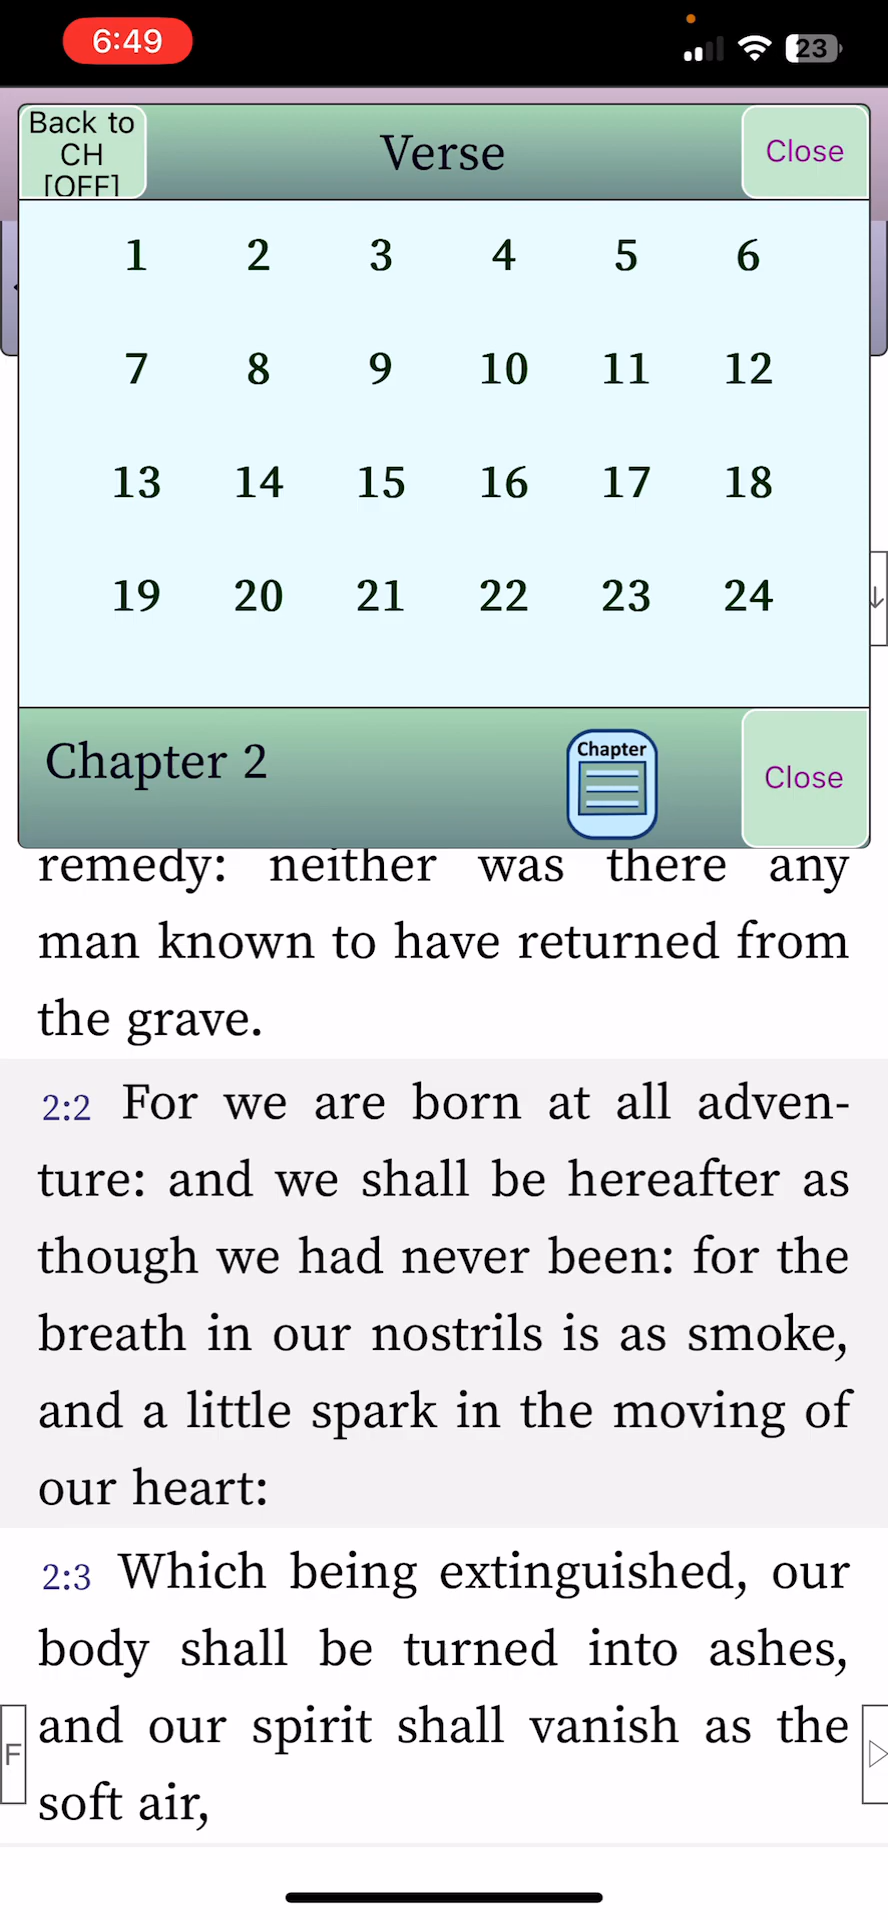 6:49
23
Back to
CH
[OFF]
Verse
Close
1 2 3 4 5 6
7 8 9 10 11 12
13 14 15 16 17 18
19 20 21 22 23 24
Chapter 2
Chapter
Close
remedy: neither was there any
man known to have returned from
the grave.
2:2 For we are born at all adven-
ture: and we shall be hereafter as
though we had never been: for the
breath in our nostrils is as smoke,
and a little spark in the moving of
our heart:
2:3 Which being extinguished, our
body shall be turned into ashes,
and our spirit shall vanish as the
F
soft air,